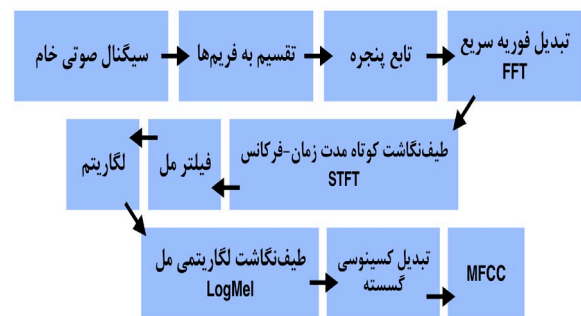 سیگنال صوتی خام
تقسیم به فریم‌ها
تابع پنجره
تبدیل فوریه سریع
FFT
طیف‌نگاشت کوتاه مدت زمان-فرکانس
STFT
فیلتر مل
لگاریتم
طیف‌نگاشت لگاریتمی مل
LogMel
تبدیل کسینوسی
گسسته
MFCC